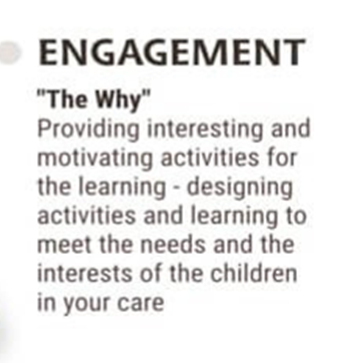 ENGAGEMENT
"The Why"
Providing interesting and
motivating activities for
the learning - designing
activities and learning to
meet the needs and the
interests of the children
in your care